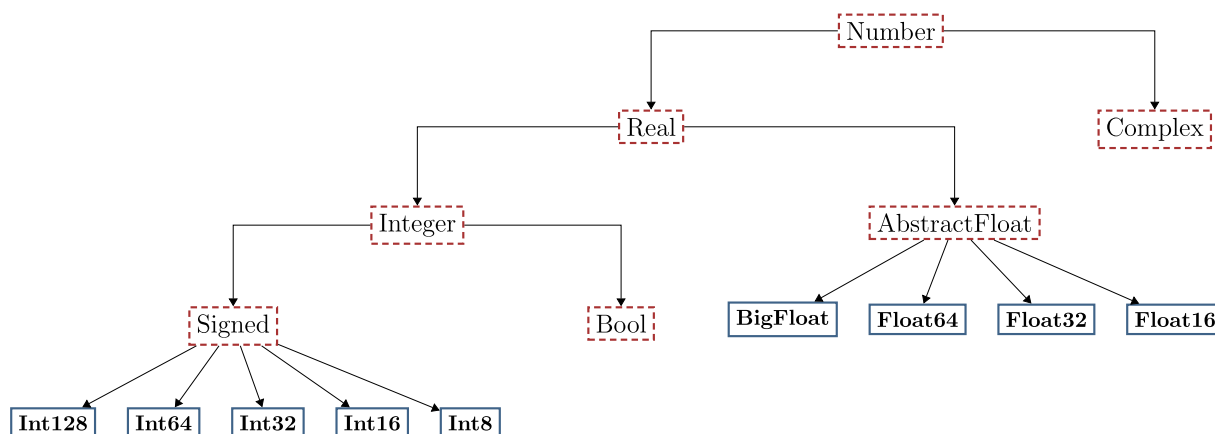 Number
Real
Complex
Integer
AbstractFloat
Signed
Bool
BigFloat
Float64
Float32
Float16
Int128
Int64
Int32
Int16
Int8